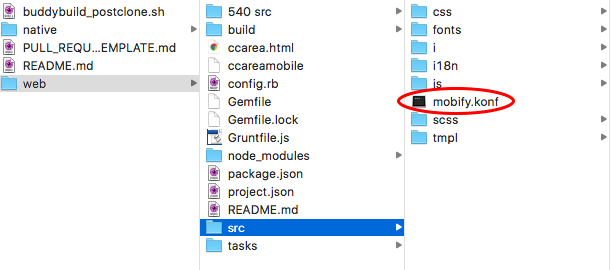 buddybuild_postclone.sh
native
PULL_REQU...EMPLATE.md
README.md
web
540 src
build
ccarea.html
ccareamobile
config.rb
Gemfile
Gemfile.lock
Gruntfile.js
node_modules
package.json
project.json
README.md
src
tasks
css
fonts
i
i18n
js
mobify.konf
scss
tmpl